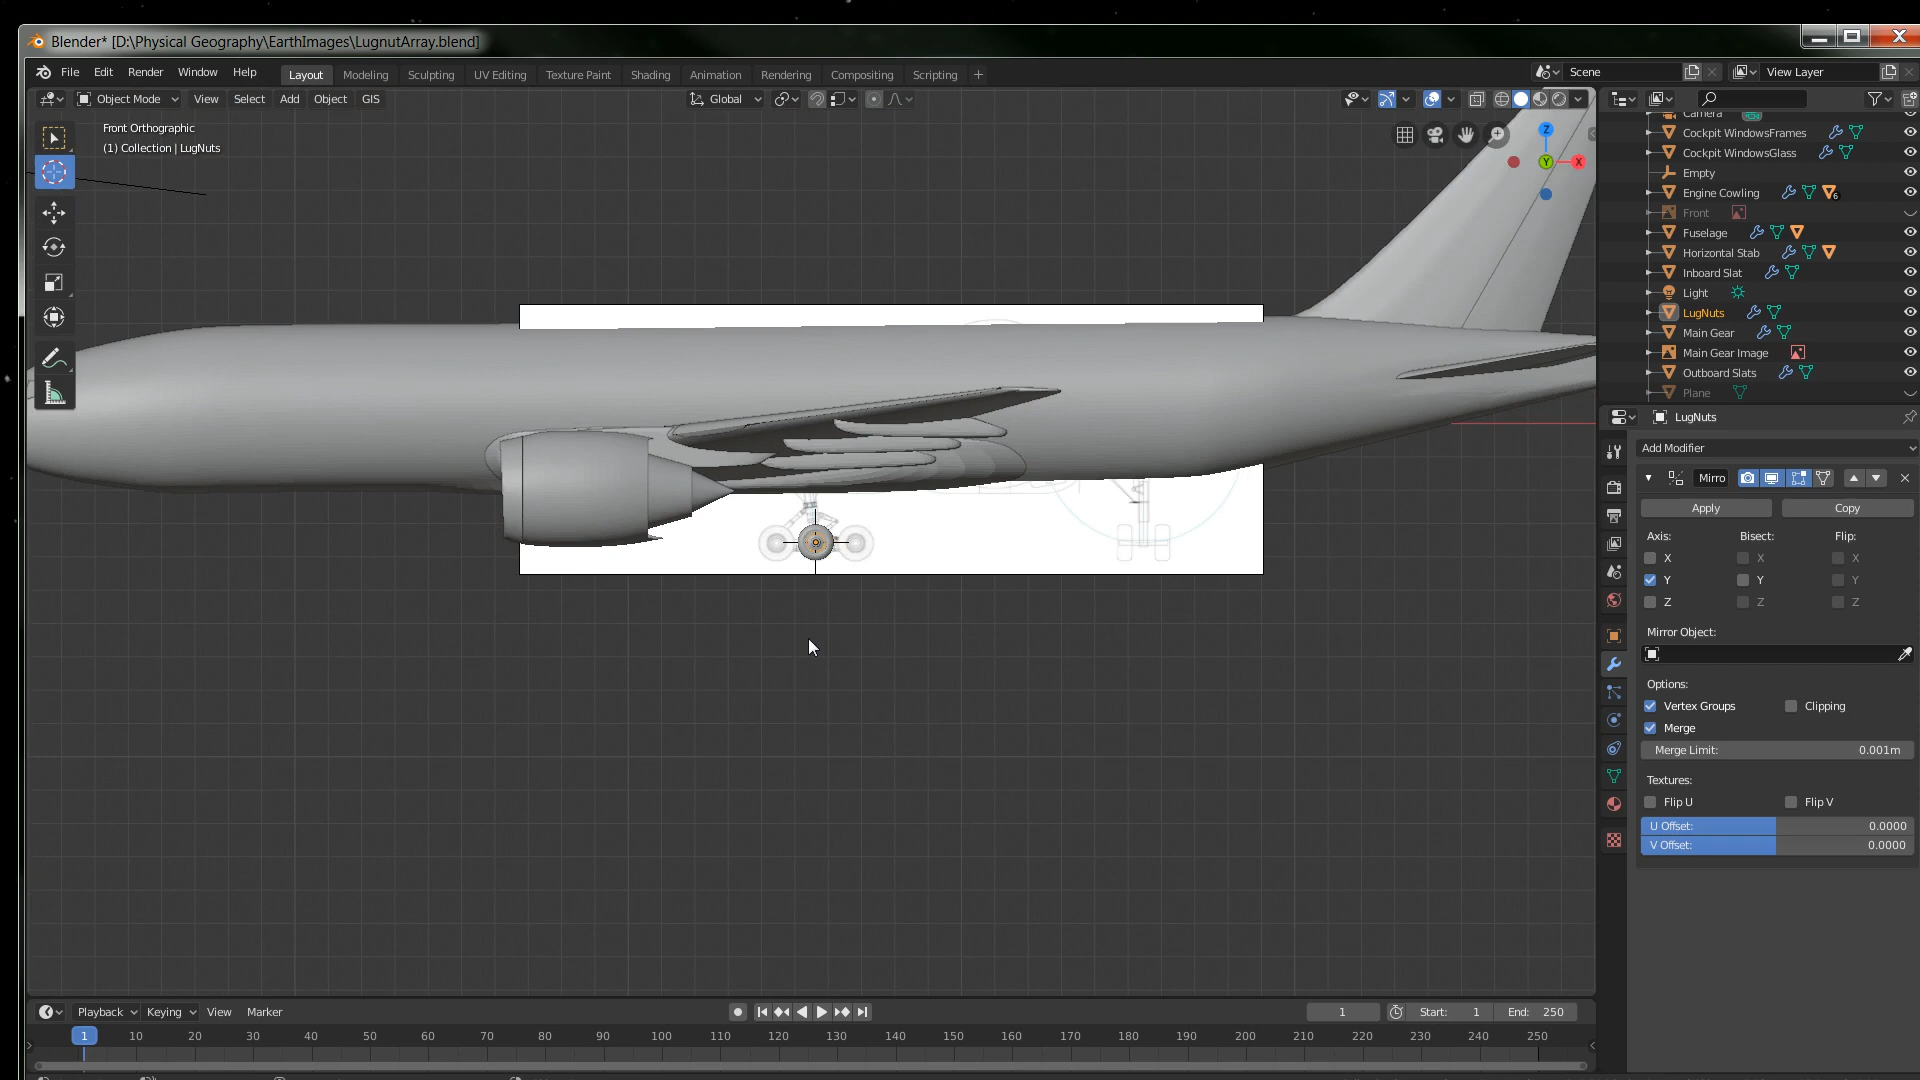 Blender* [D:\Physical Geography\EarthImages\LugnutArray.blend]
File Edit Render Window Help Layout Modeling Sculpting UV Editing Texture Paint Shading Animation Rendering Compositing Scripting + Scene View Layer
Object Mode View Select Add Object GIS Global
Front Orthographic
(1) Collection | LugNuts
Z
Y X
Camera
Cockpit WindowsFrames
Cockpit WindowsGlass
Empty
Engine Cowling 6
Front
Fuselage
Horizontal Stab
Inboard Slat
Light
LugNuts
Main Gear
Main Gear Image
Outboard Slats
Plane
LugNuts
Add Modifier
Mirro
Apply Copy
Axis: Bisect: Flip:
X X X
Y Y Y
Z Z Z
Mirror Object:
Options:
Vertex Groups Clipping
Merge
Merge Limit: 0.001m
Textures:
Flip U Flip V
U Offset: 0.0000
V Offset: 0.0000
Playback Keying View Marker 1 Start: 1 End: 250
1 10 20 30 40 50 60 70 80 90 100 110 120 130 140 150 160 170 180 190 200 210 220 230 240 250